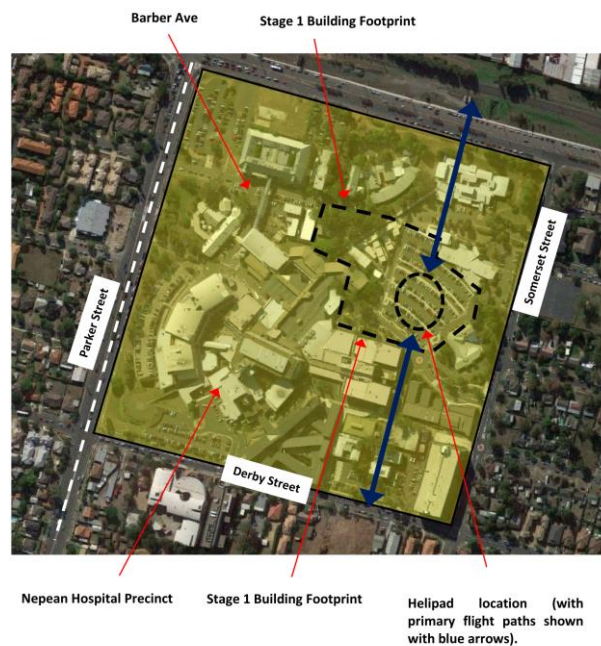 Barber Ave
Stage 1 Building Footprint
Parker Street
Somerset Street
Derby Street
Nepean Hospital Precinct
Stage 1 Building Footprint
Helipad location (with
primary flight paths shown
with blue arrows).